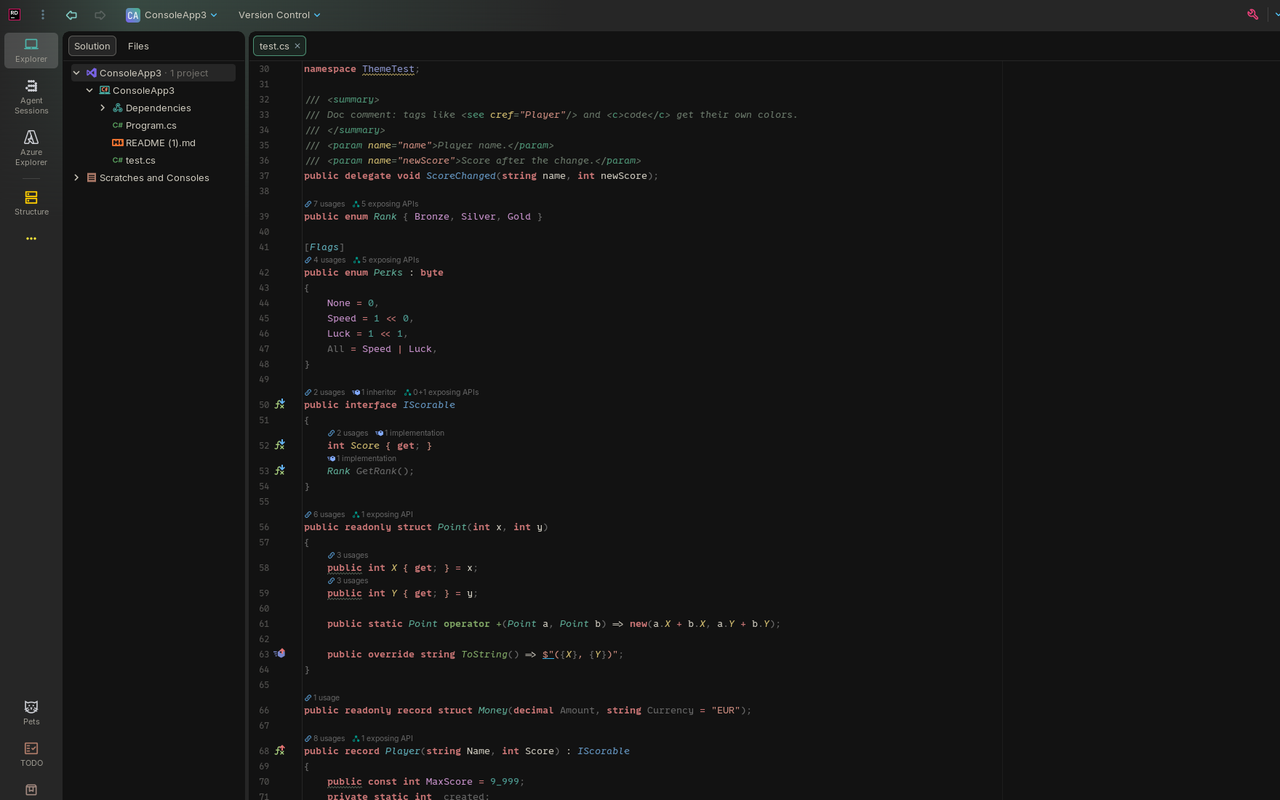 RD CA ConsoleApp3 Version Control
Explorer
Agent
Sessions
Azure
Explorer
Structure
Pets
TODO
Solution Files
ConsoleApp3 · 1 project
C# ConsoleApp3
Dependencies
C# Program.cs
README (1).md
C# test.cs
Scratches and Consoles
test.cs ×
30 namespace ThemeTest;
31
32 /// <summary>
33 /// Doc comment: tags like <see cref="Player"/> and <c>code</c> get their own colors.
34 /// </summary>
35 /// <param name="name">Player name.</param>
36 /// <param name="newScore">Score after the change.</param>
37 public delegate void ScoreChanged(string name, int newScore);
38
7 usages 5 exposing APIs
39 public enum Rank { Bronze, Silver, Gold }
40
41 [Flags]
4 usages 5 exposing APIs
42 public enum Perks : byte
43 {
44 None = 0,
45 Speed = 1 << 0,
46 Luck = 1 << 1,
47 All = Speed | Luck,
48 }
49
2 usages 1 inheritor 0+1 exposing APIs
50 public interface IScorable
51 {
2 usages 1 implementation
52 int Score { get; }
1 implementation
53 Rank GetRank();
54 }
55
6 usages 1 exposing API
56 public readonly struct Point(int x, int y)
57 {
3 usages
58 public int X { get; } = x;
3 usages
59 public int Y { get; } = y;
60
61 public static Point operator +(Point a, Point b) => new(a.X + b.X, a.Y + b.Y);
62
63 public override string ToString() => $"({X}, {Y})";
64 }
65
1 usage
66 public readonly record struct Money(decimal Amount, string Currency = "EUR");
67
8 usages 1 exposing API
68 public record Player(string Name, int Score) : IScorable
69 {
70 public const int MaxScore = 9_999;
71 private static int _created;